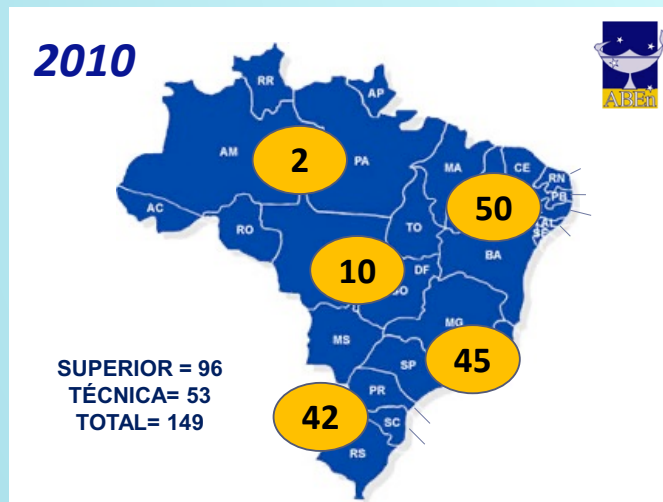 2010
ABEn
RR
AP
AM
2
PA
MA
CE
RN
PB
50
AL
SE
AC
RO
TO
BA
10
DF
GO
MG
MS
SP
45
SUPERIOR = 96
TÉCNICA= 53
TOTAL= 149
PR
42
SC
RS